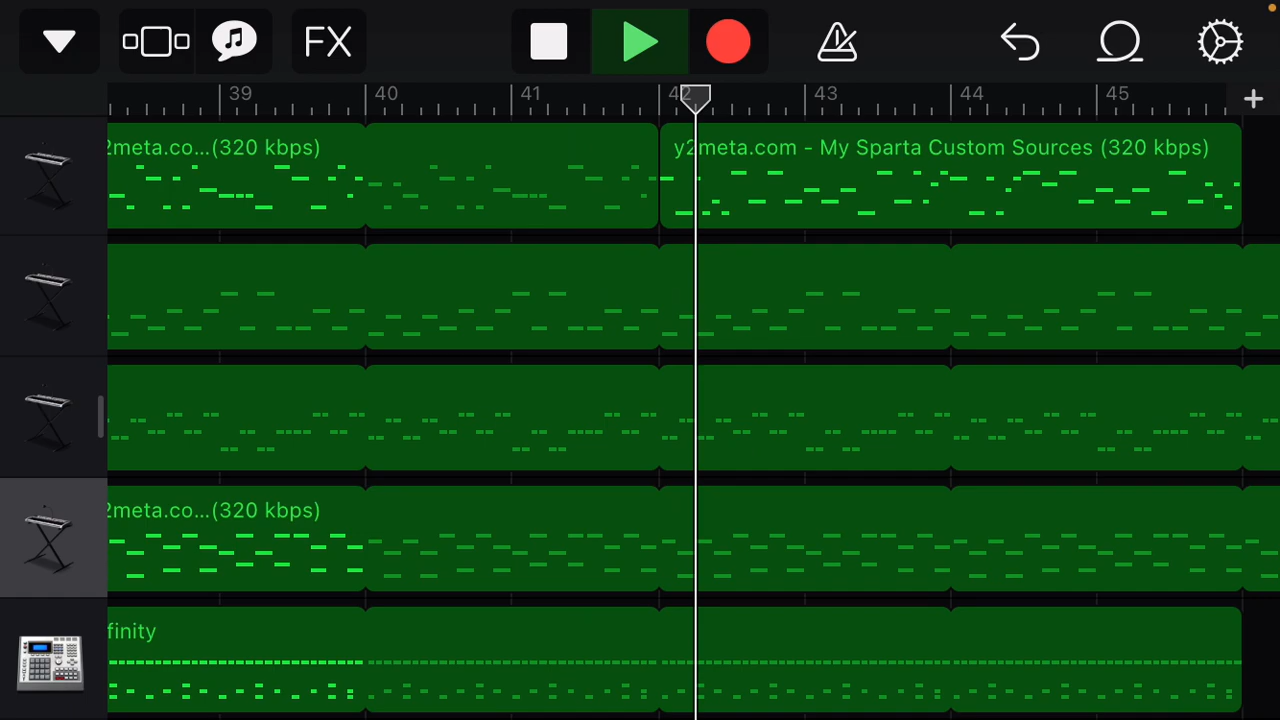 FX
39 40 41 42 43 44 45
2meta.co...(320 kbps)
y2meta.com - My Sparta Custom Sources (320 kbps)
2meta.co...(320 kbps)
finity